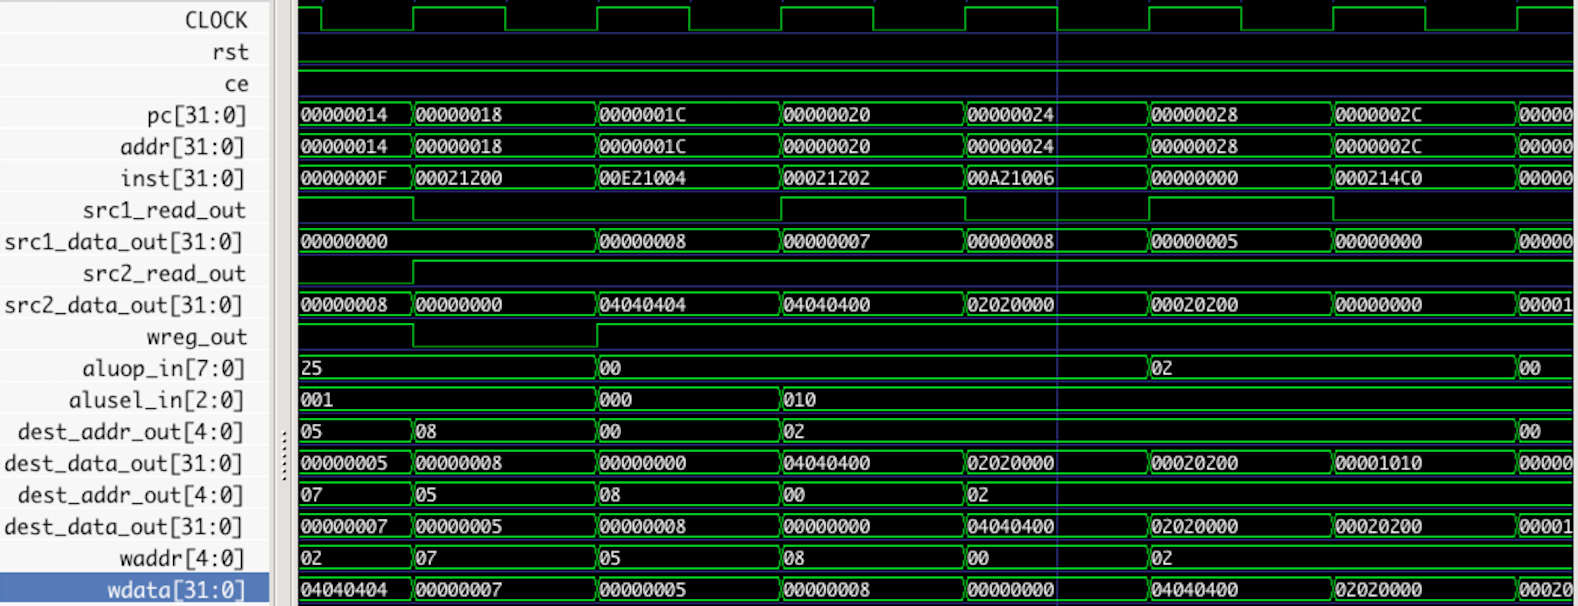 CLOCK
rst
ce
pc[31:0] 00000014 00000018 0000001C 00000020 00000024 00000028 0000002C 00000
addr[31:0] 00000014 00000018 0000001C 00000020 00000024 00000028 0000002C 00000
inst[31:0] 0000000F 00021200 00E21004 00021202 00A21006 00000000 000214C0 00000
src1_read_out
src1_data_out[31:0] 00000000 00000008 00000007 00000008 00000005 00000000 00000
src2_read_out
src2_data_out[31:0] 00000008 00000000 04040404 04040400 02020000 00020200 00000000 00001
wreg_out
aluop_in[7:0] 25 00 02 00
alusel_in[2:0] 001 000 010
dest_addr_out[4:0] 05 08 00 02 00
dest_data_out[31:0] 00000005 00000008 00000000 04040400 02020000 00020200 00001010 00000
dest_addr_out[4:0] 07 05 08 00 02
dest_data_out[31:0] 00000007 00000005 00000008 00000000 04040400 02020000 00020200 00001
waddr[4:0] 02 07 05 08 00 02
wdata[31:0] 04040404 00000007 00000005 00000008 00000000 04040400 02020000 00020